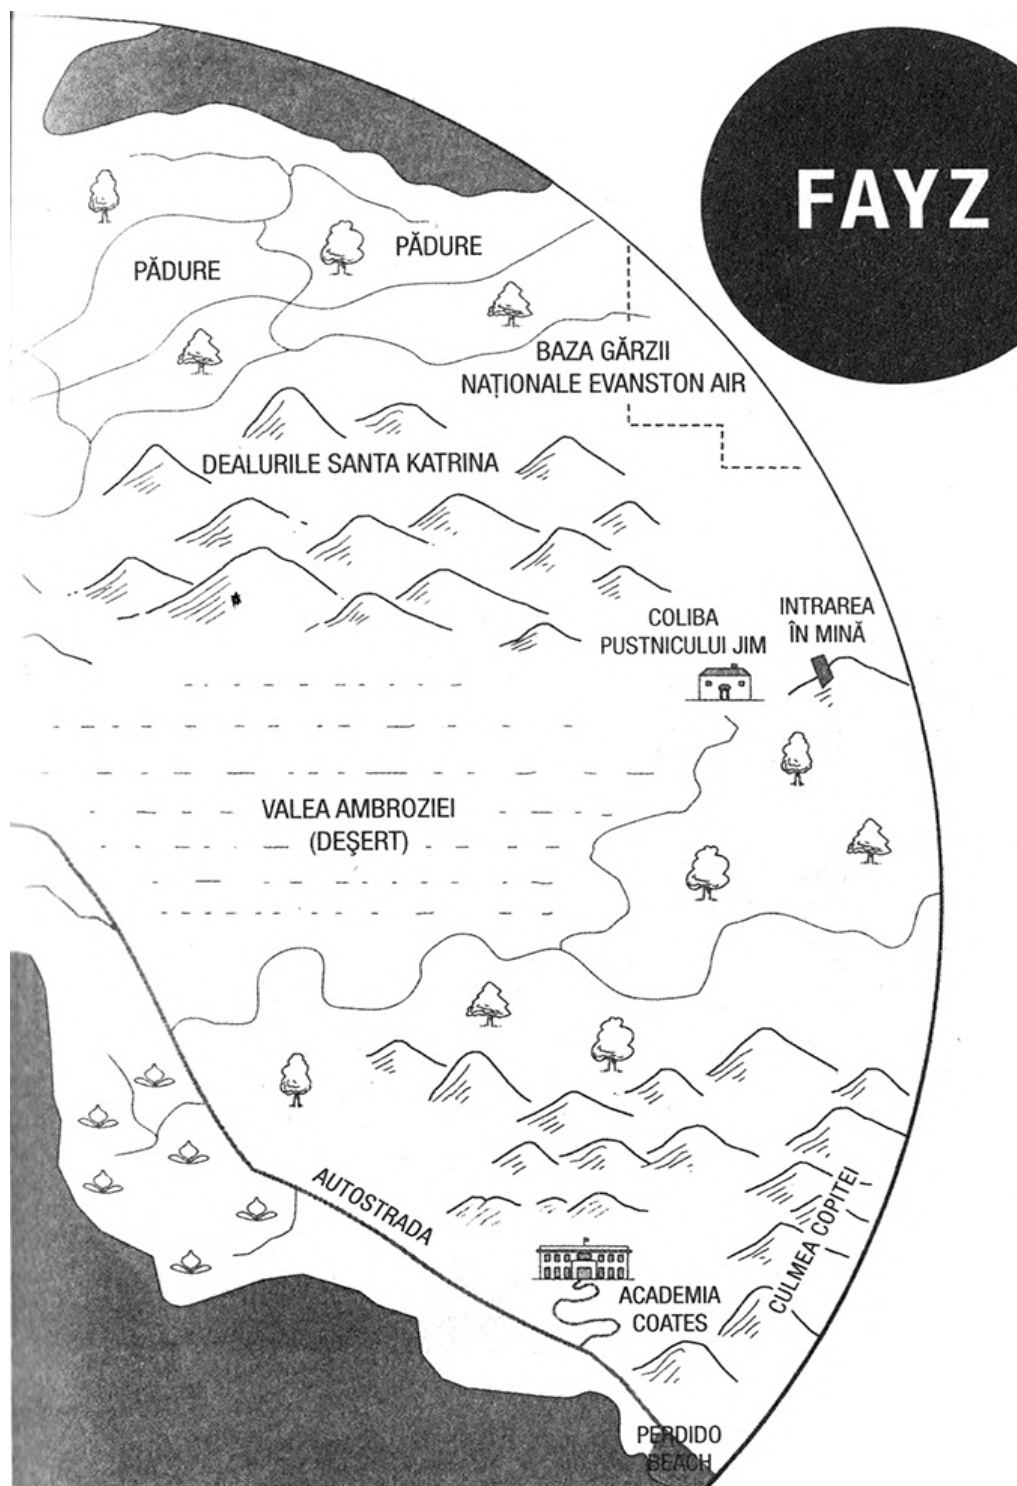 FAYZ
PĂDURE
PĂDURE
BAZA GĂRZII
NAȚIONALE EVANSTON AIR
DEALURILE SANTA KATRINA
COLIBA
PUSTNICULUI JIM
INTRAREA
ÎN MINĂ
VALEA AMBROZIEI
(DEŞERT)
AUTOSTRADA
CULMEA COPITEI
ACADEMIA
COATES
PERDIDO
BEACH